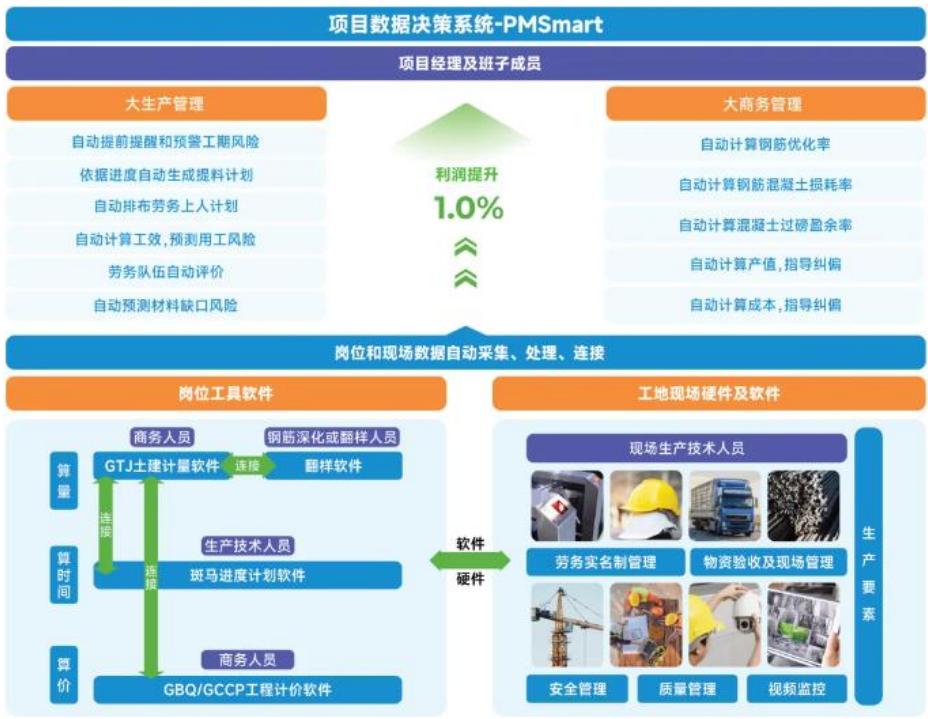 项目数据决策系统-PMSmart
项目经理及班子成员
大生产管理
自动提前提醒和预警工期风险
依据进度自动生成提料计划
自动排布劳务上人计划
自动计算工效,预测用工风险
劳务队伍自动评价
自动预测材料缺口风险
利润提升
1.0%
大商务管理
自动计算钢筋优化率
自动计算钢筋混凝土损耗率
自动计算混凝士过磅盈余率
自动计算产值,指导纠偏
自动计算成本,指导纠偏
岗位和现场数据自动采集、处理、连接
岗位工具软件
算量
商务人员
钢筋深化或翻样人员
GTJ土建计量软件
连接
翻样软件
连接
算时间
生产技术人员
斑马进度计划软件
连接
算价
商务人员
GBQ/GCCP工程计价软件
软件
硬件
工地现场硬件及软件
现场生产技术人员
劳务实名制管理
物资验收及现场管理
安全管理
质量管理
视频监控
生产要素